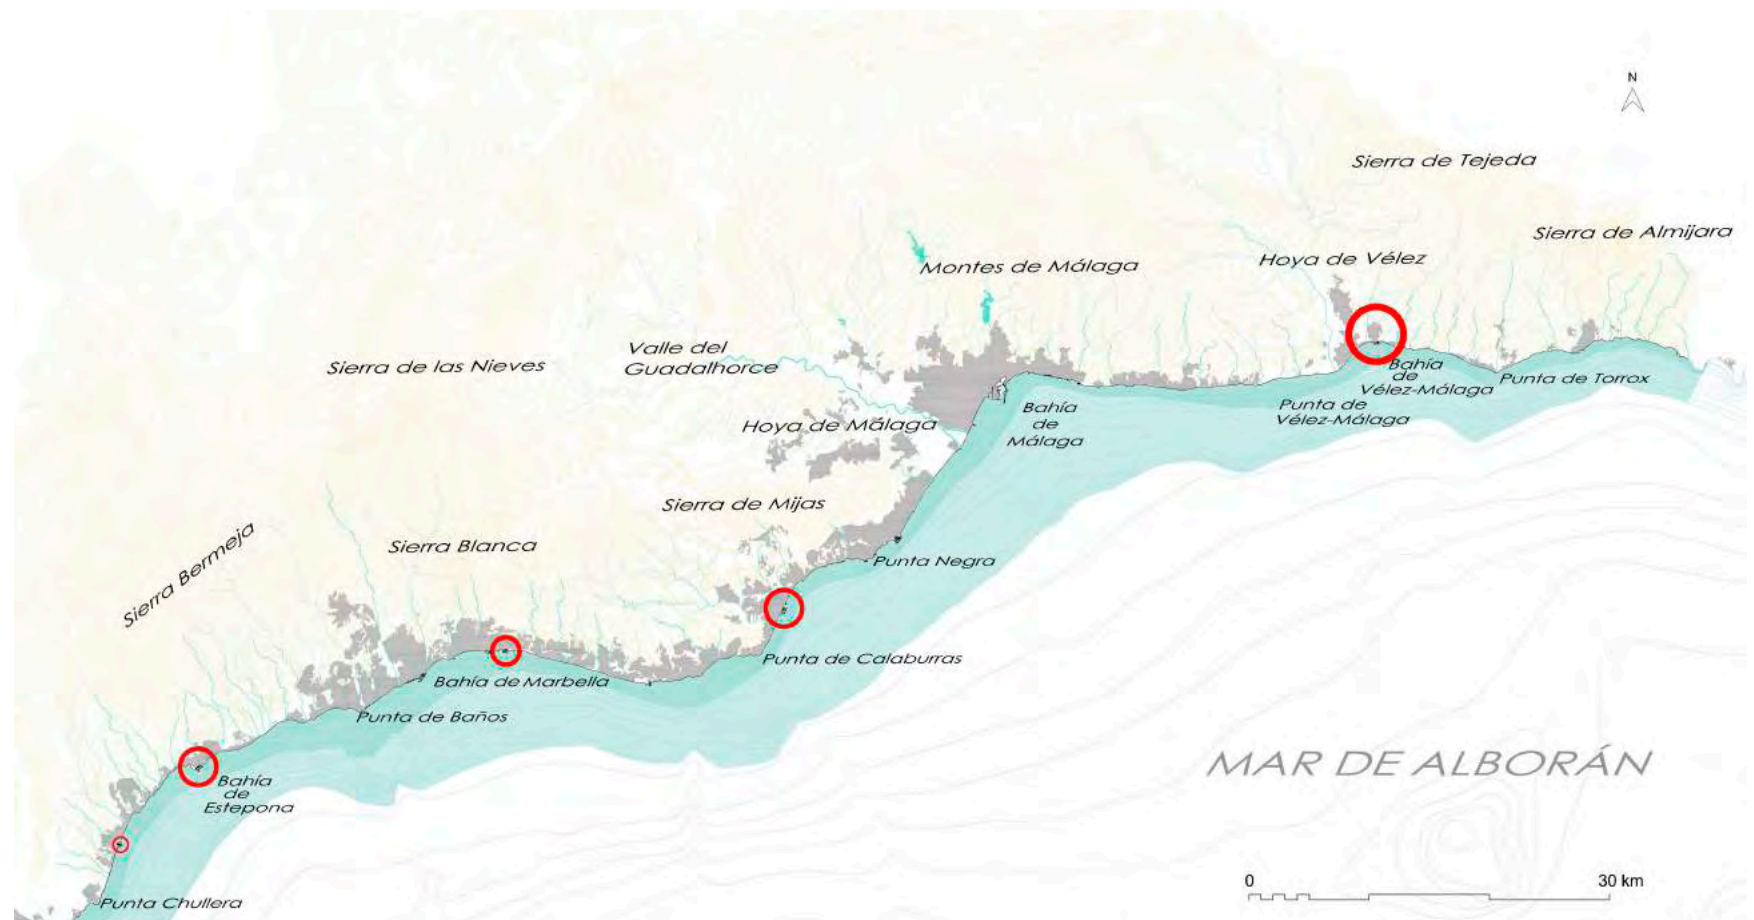 N
Sierra de Tejeda
Sierra de Almijara
Hoya de Vélez
Montes de Málaga
Valle del
Guadalhorce
Sierra de las Nieves
Bahía
de
Vélez-Málaga
Punta de Torrox
Punta de
Vélez-Málaga
Bahía
de
Málaga
Hoya de Málaga
Sierra de Mijas
Sierra Blanca
Sierra Bermeja
Punta Negra
Punta de Calaburras
Bahía de Marbella
Punta de Baños
Bahía
de
Estepona
Punta Chullera
MAR DE ALBORÁN
0 30 km